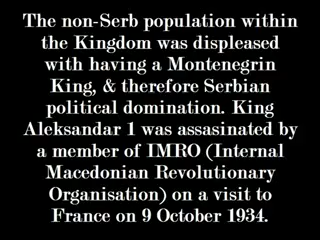 The non-Serb population within
the Kingdom was displeased
with having a Montenegrin
King, & therefore Serbian
political domination. King
Aleksandar 1 was assasinated by
a member of IMRO (Internal
Macedonian Revolutionary
Organisation) on a visit to
France on 9 October 1934.